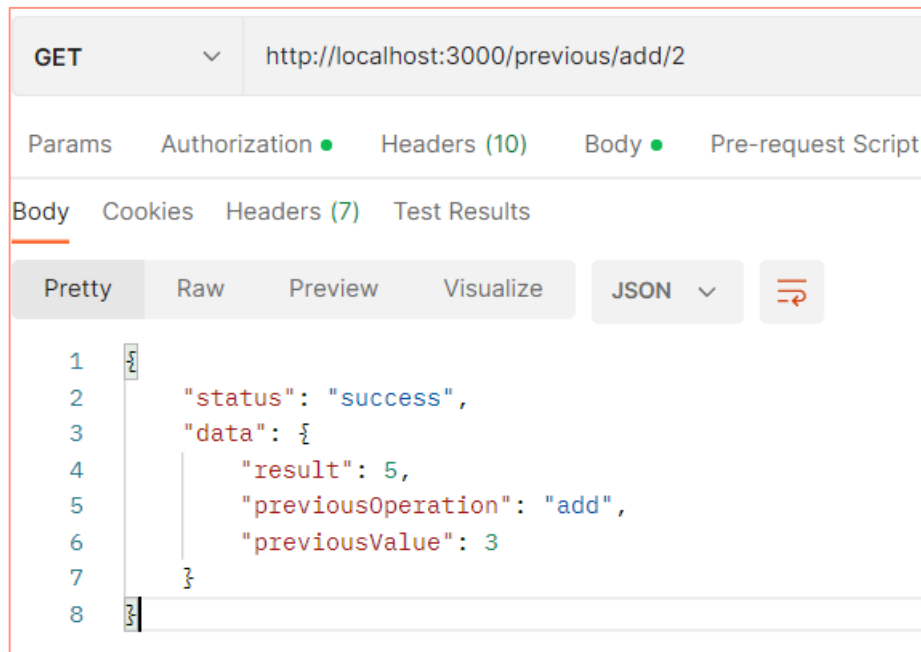 GET http://localhost:3000/previous/add/2
Params Authorization Headers (10) Body Pre-request Script
Body Cookies Headers (7) Test Results
Pretty Raw Preview Visualize JSON
1 {
2 "status": "success",
3 "data": {
4 "result": 5,
5 "previousOperation": "add",
6 "previousValue": 3
7 }
8 }